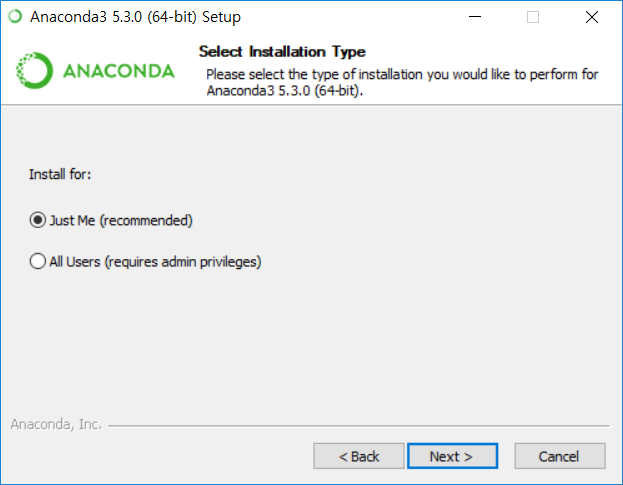 Anaconda3 5.3.0 (64-bit) Setup
ANACONDA
Select Installation Type
Please select the type of installation you would like to perform for
Anaconda3 5.3.0 (64-bit).
Install for:
Just Me (recommended)
All Users (requires admin privileges)
Anaconda, Inc.
< Back
Next >
Cancel